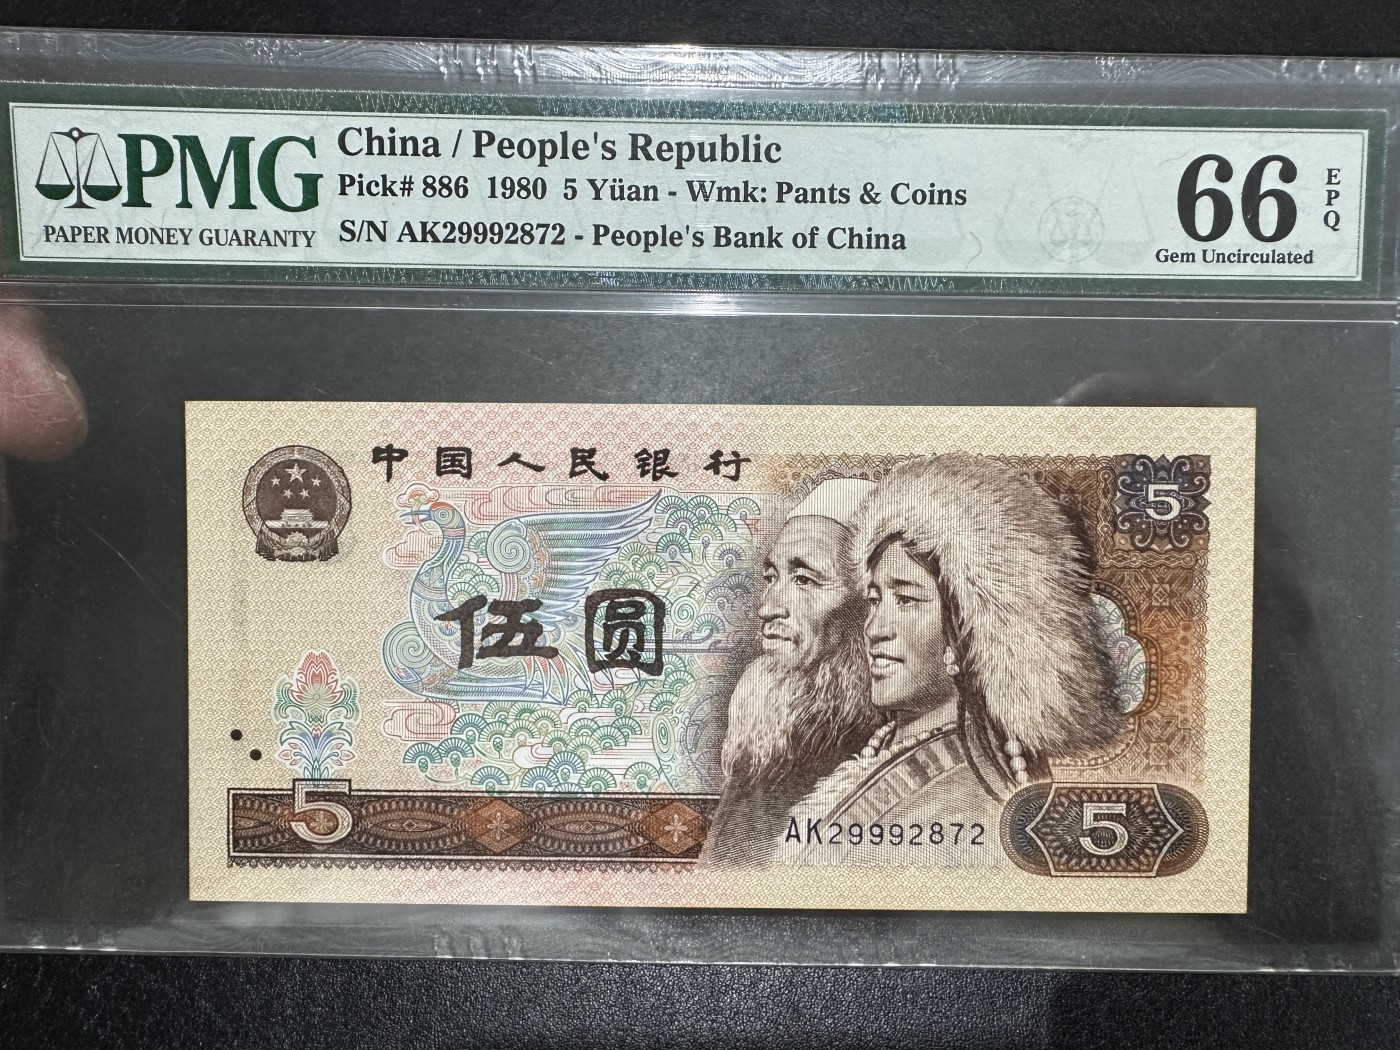 PMG
PAPER MONEY GUARANTY
China / People's Republic
Pick# 886 1980 5 Yüan - Wmk: Pants & Coins
S/N AK29992872 - People's Bank of China
66
EPQ
Gem Uncirculated
PMG
中国人民银行
5
伍圆
5
AK29992872
5